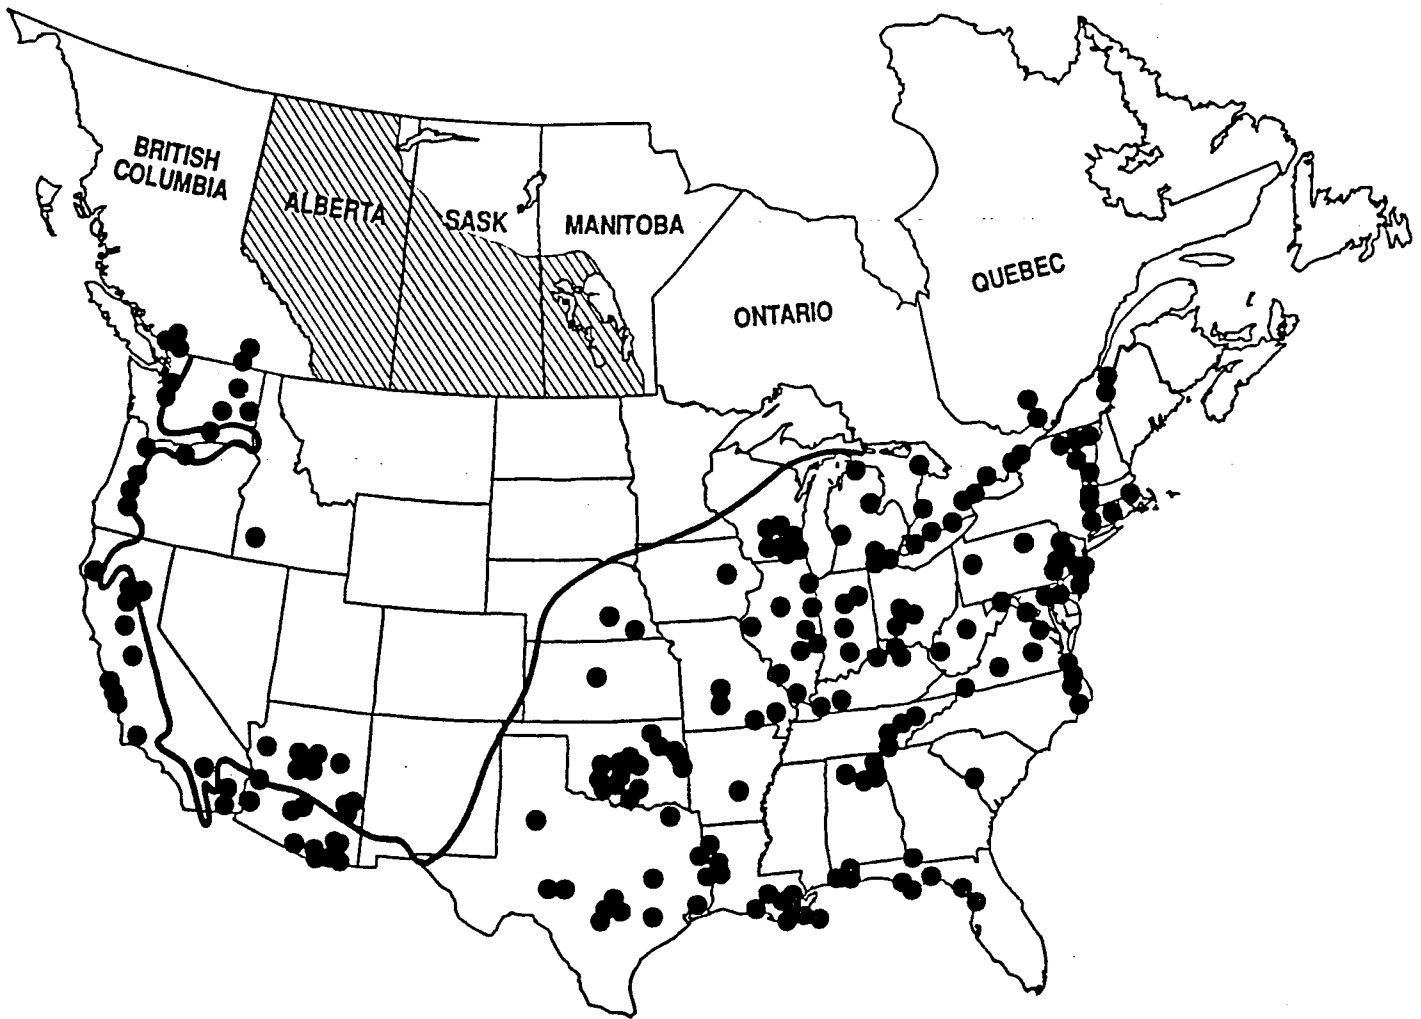 BRITISH
COLUMBIA
ALBERTA
SASK
MANITOBA
ONTARIO
QUEBEC